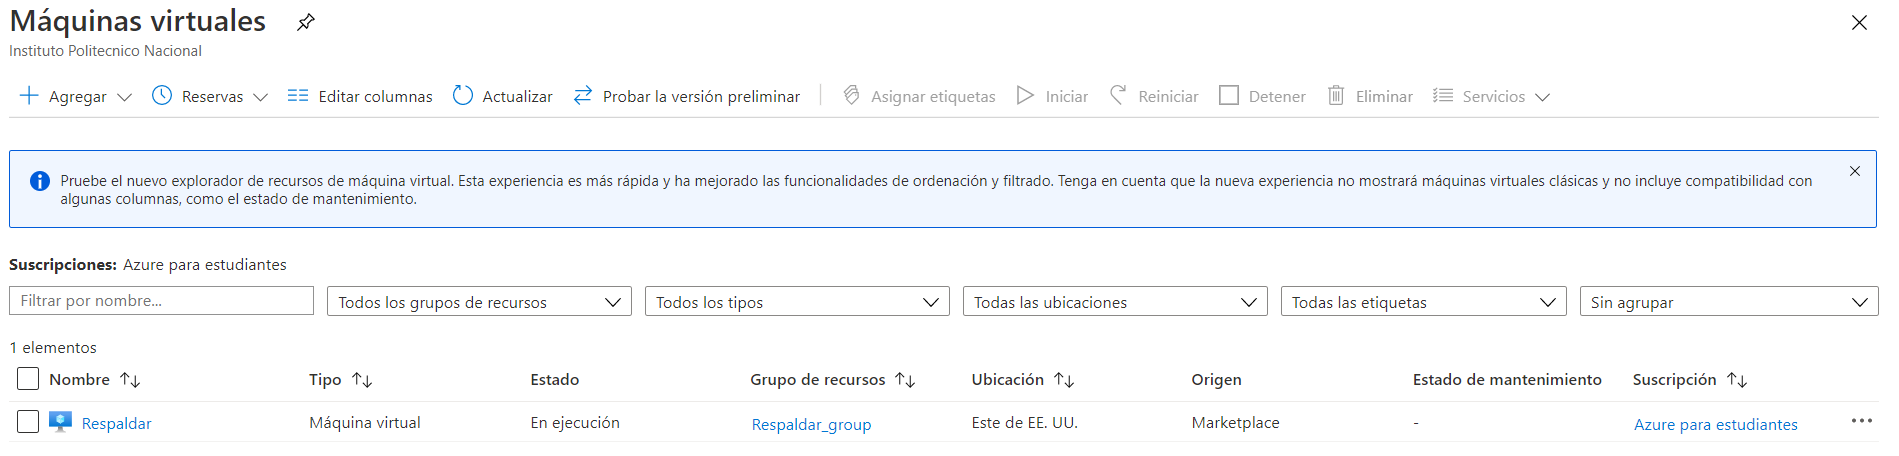 Máquinas virtuales
Instituto Politecnico Nacional
Agregar Reservas Editar columnas Actualizar Probar la versión preliminar Asignar etiquetas Iniciar Reiniciar Detener Eliminar Servicios
Pruebe el nuevo explorador de recursos de máquina virtual. Esta experiencia es más rápida y ha mejorado las funcionalidades de ordenación y filtrado. Tenga en cuenta que la nueva experiencia no mostrará máquinas virtuales clásicas y no incluye compatibilidad con
algunas columnas, como el estado de mantenimiento.
Suscripciones: Azure para estudiantes
Filtrar por nombre... Todos los grupos de recursos Todos los tipos Todas las ubicaciones Todas las etiquetas Sin agrupar
1 elementos
Nombre Tipo Estado Grupo de recursos Ubicación Origen Estado de mantenimiento Suscripción
Respaldar Máquina virtual En ejecución Respaldar_group Este de EE. UU. Marketplace - Azure para estudiantes